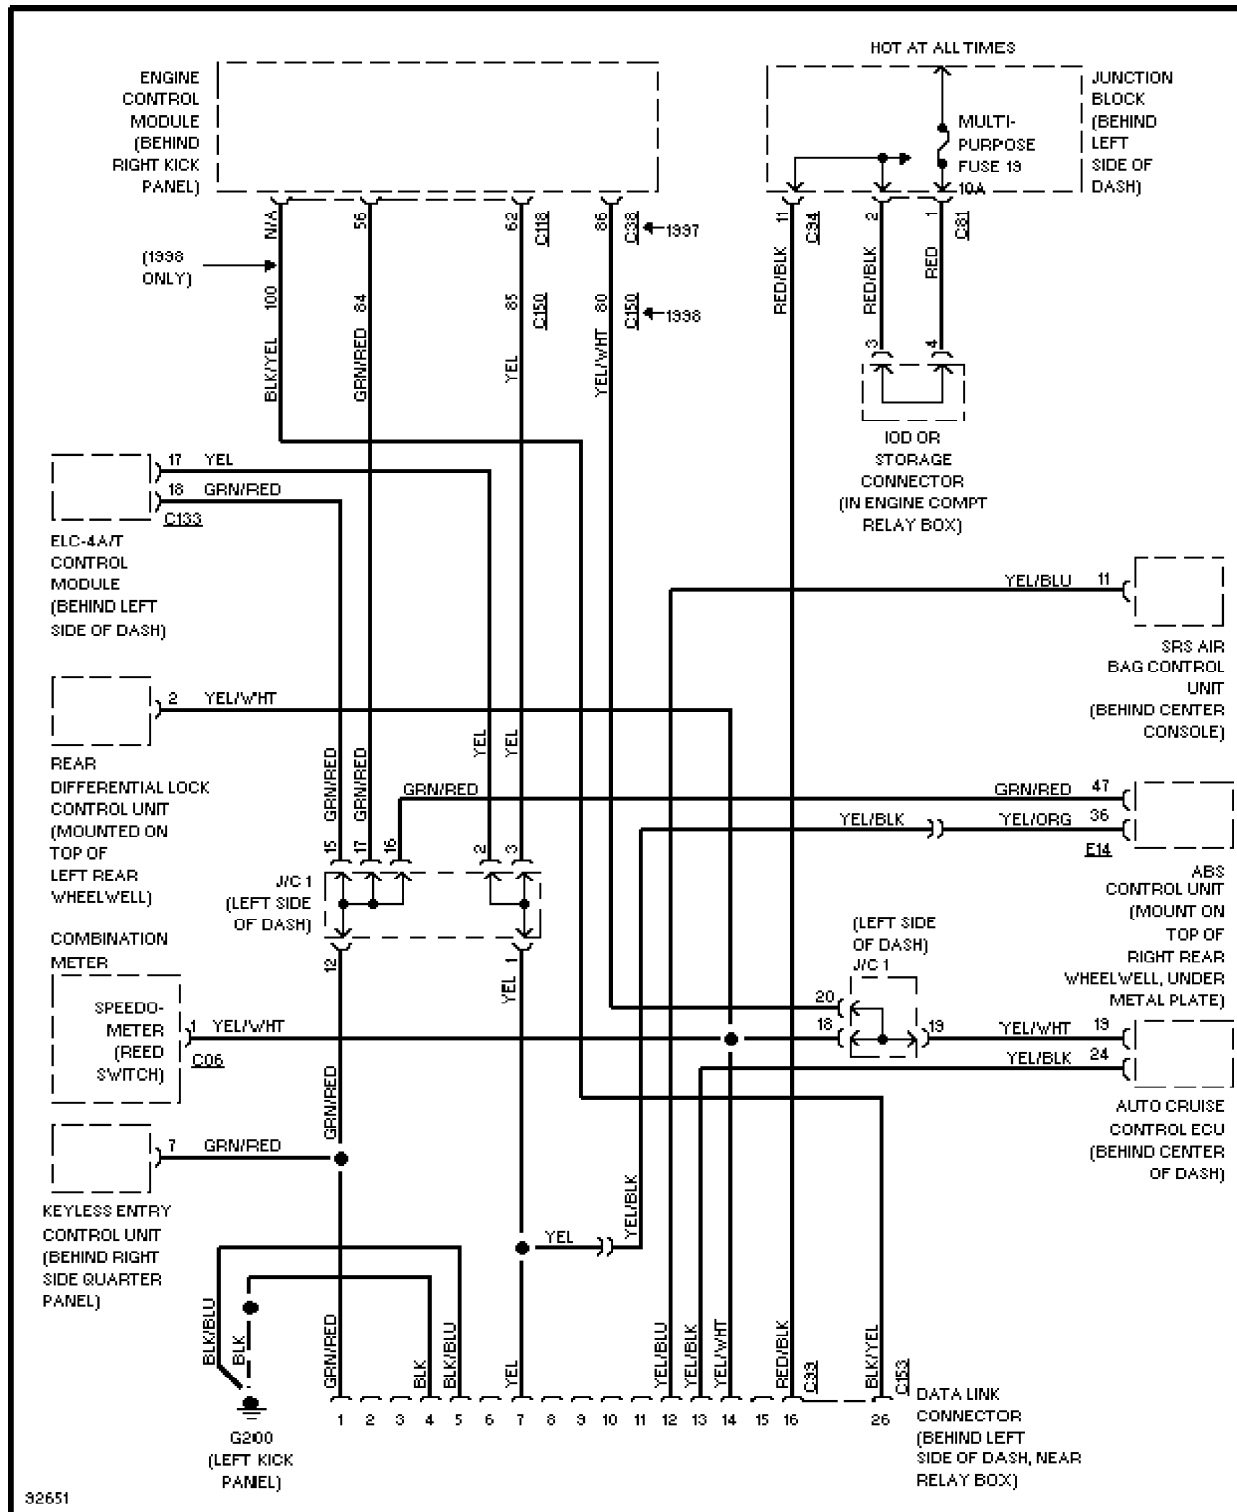 HOT AT ALL TIMES
ENGINE
CONTROL
MODULE
(BEHIND
RIGHT KICK
PANEL)
JUNCTION
BLOCK
(BEHIND
LEFT
SIDE OF
DASH)
MULTI-
PURPOSE
FUSE 19
10A
N/A
56
62
C118
86
C38
1997
11
C94
2
1
C81
(1998
ONLY)
100
84
85
C150
80
C150
1998
BLK/YEL
GRN/RED
YEL
YEL/WHT
RED/BLK
RED/BLK
RED
3
4
IOD OR
STORAGE
CONNECTOR
(IN ENGINE COMPT
RELAY BOX)
17 YEL
18 GRN/RED
C133
ELC-4A/T
CONTROL
MODULE
(BEHIND LEFT
SIDE OF DASH)
YEL/BLU 11
SRS AIR
BAG CONTROL
UNIT
(BEHIND CENTER
CONSOLE)
2 YEL/WHT
REAR
DIFFERENTIAL LOCK
CONTROL UNIT
(MOUNTED ON
TOP OF
LEFT REAR
WHEELWELL)
GRN/RED
GRN/RED
YEL
YEL
GRN/RED
GRN/RED 47
YEL/BLK
YEL/ORG 36
E14
ABS
CONTROL UNIT
(MOUNT ON
TOP OF
RIGHT REAR
WHEELWELL, UNDER
METAL PLATE)
15
17
16
2
3
J/C 1
(LEFT SIDE
OF DASH)
12
YEL 1
(LEFT SIDE
OF DASH)
J/C 1
20
18
19
YEL/WHT 19
YEL/BLK 24
AUTO CRUISE
CONTROL ECU
(BEHIND CENTER
OF DASH)
COMBINATION
METER
SPEEDO-
METER
(REED
SWITCH)
1 YEL/WHT
C06
GRN/RED
7 GRN/RED
KEYLESS ENTRY
CONTROL UNIT
(BEHIND RIGHT
SIDE QUARTER
PANEL)
YEL
YEL/BLK
BLK/BLU
BLK
GRN/RED
BLK
BLK/BLU
YEL
YEL/BLU
YEL/BLK
YEL/WHT
RED/BLK
C99
BLK/YEL
C153
1 2 3 4 5 6 7 8 9 10 11 12 13 14 15 16 26
DATA LINK
CONNECTOR
(BEHIND LEFT
SIDE OF DASH, NEAR
RELAY BOX)
G200
(LEFT KICK
PANEL)
92651